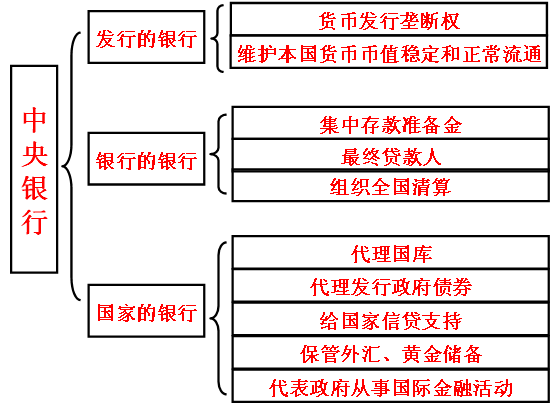 中央银行
发行的银行
货币发行垄断权
维护本国货币币值稳定和正常流通
银行的银行
集中存款准备金
最终贷款人
组织全国清算
国家的银行
代理国库
代理发行政府债券
给国家信贷支持
保管外汇、黄金储备
代表政府从事国际金融活动